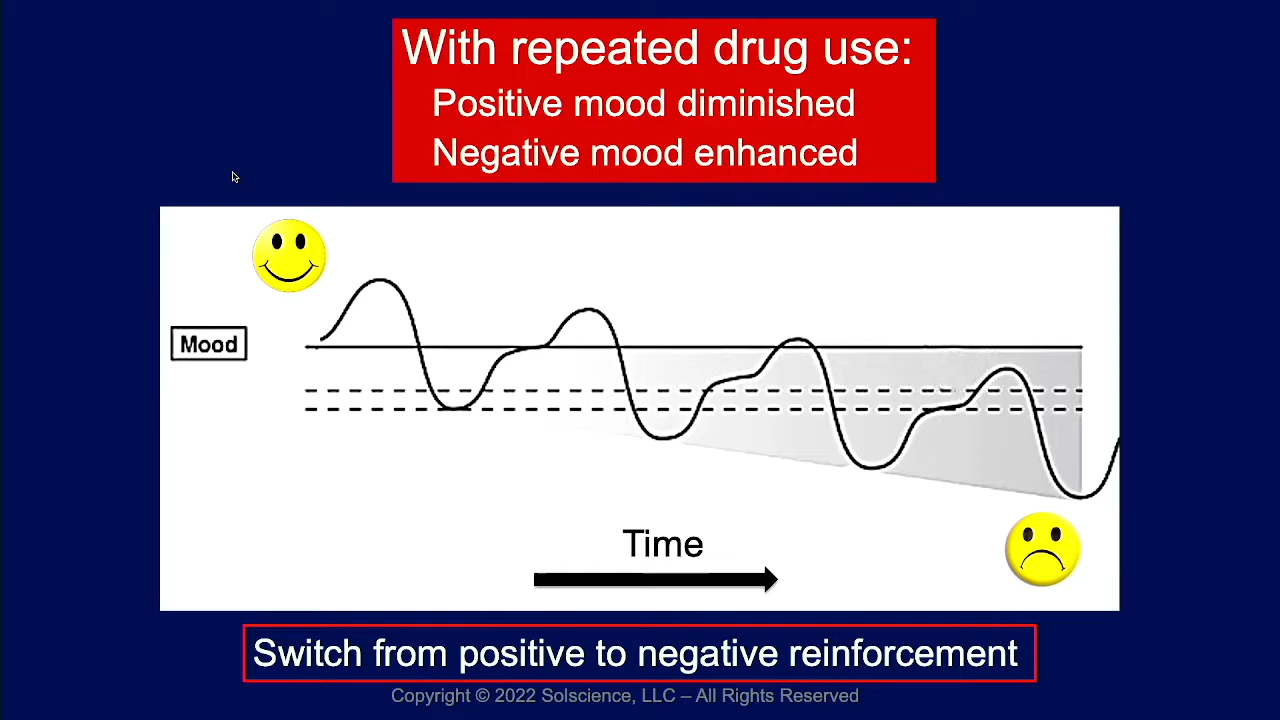 With repeated drug use:
Positive mood diminished
Negative mood enhanced
Mood
Time
Switch from positive to negative reinforcement
Copyright © 2022 Solscience, LLC – All Rights Reserved